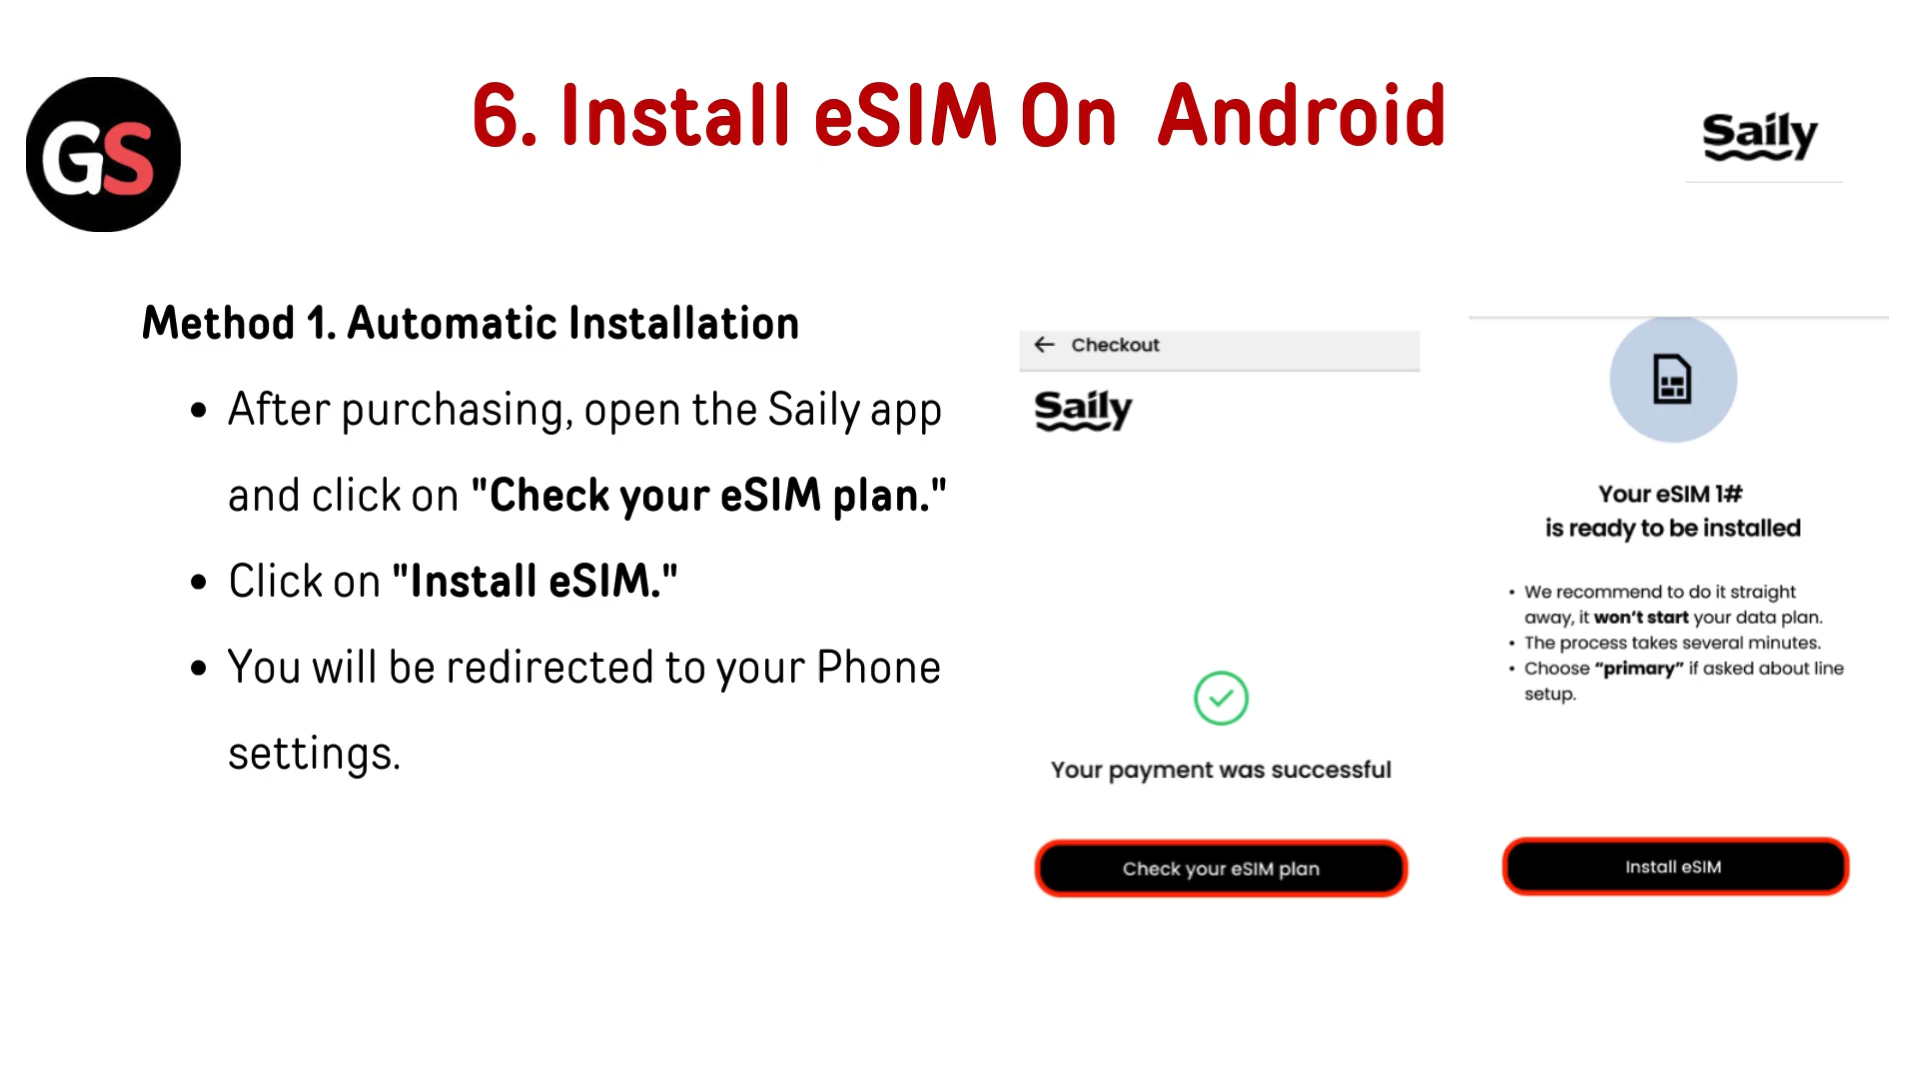 GS
6. Install eSIM On Android
Saily
Method 1. Automatic Installation
• After purchasing, open the Saily app
and click on "Check your eSIM plan."
• Click on "Install eSIM."
• You will be redirected to your Phone
settings.
← Checkout
Saily
Your payment was successful
Check your eSIM plan
Your eSIM 1#
is ready to be installed
• We recommend to do it straight
away, it won’t start your data plan.
• The process takes several minutes.
• Choose “primary” if asked about line
setup.
Install eSIM